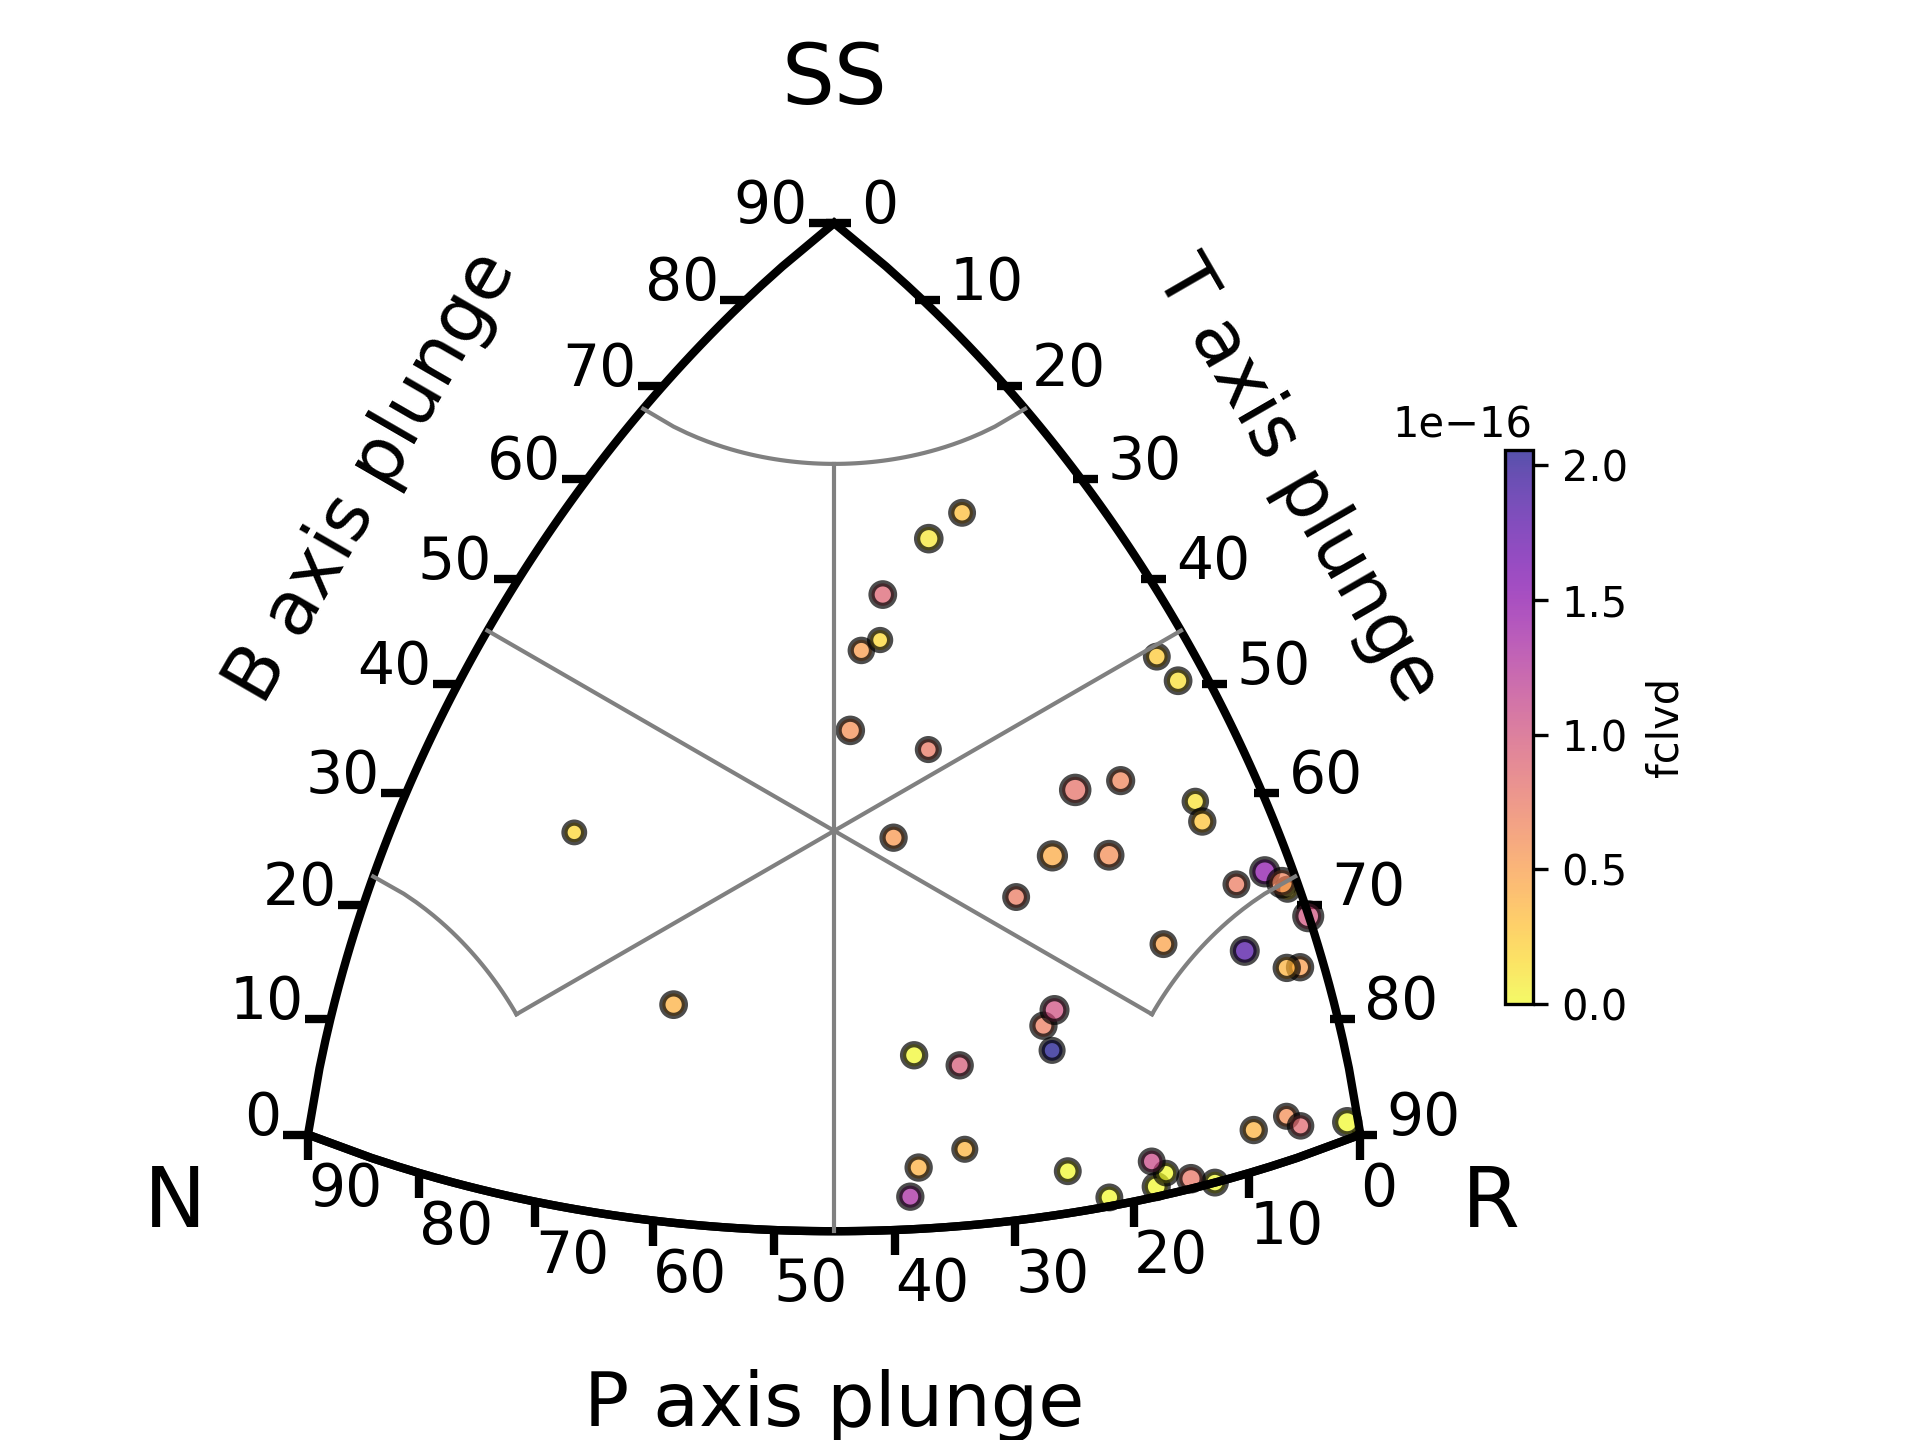 SS
90 0
80 10
70 20
60 30
50 40
40 50
30 60
20 70
10 80
0 90
B axis plunge
T axis plunge
N
R
90 80 70 60 50 40 30 20 10 0
P axis plunge
1e−16
2.0
1.5
1.0
0.5
0.0
fclvd